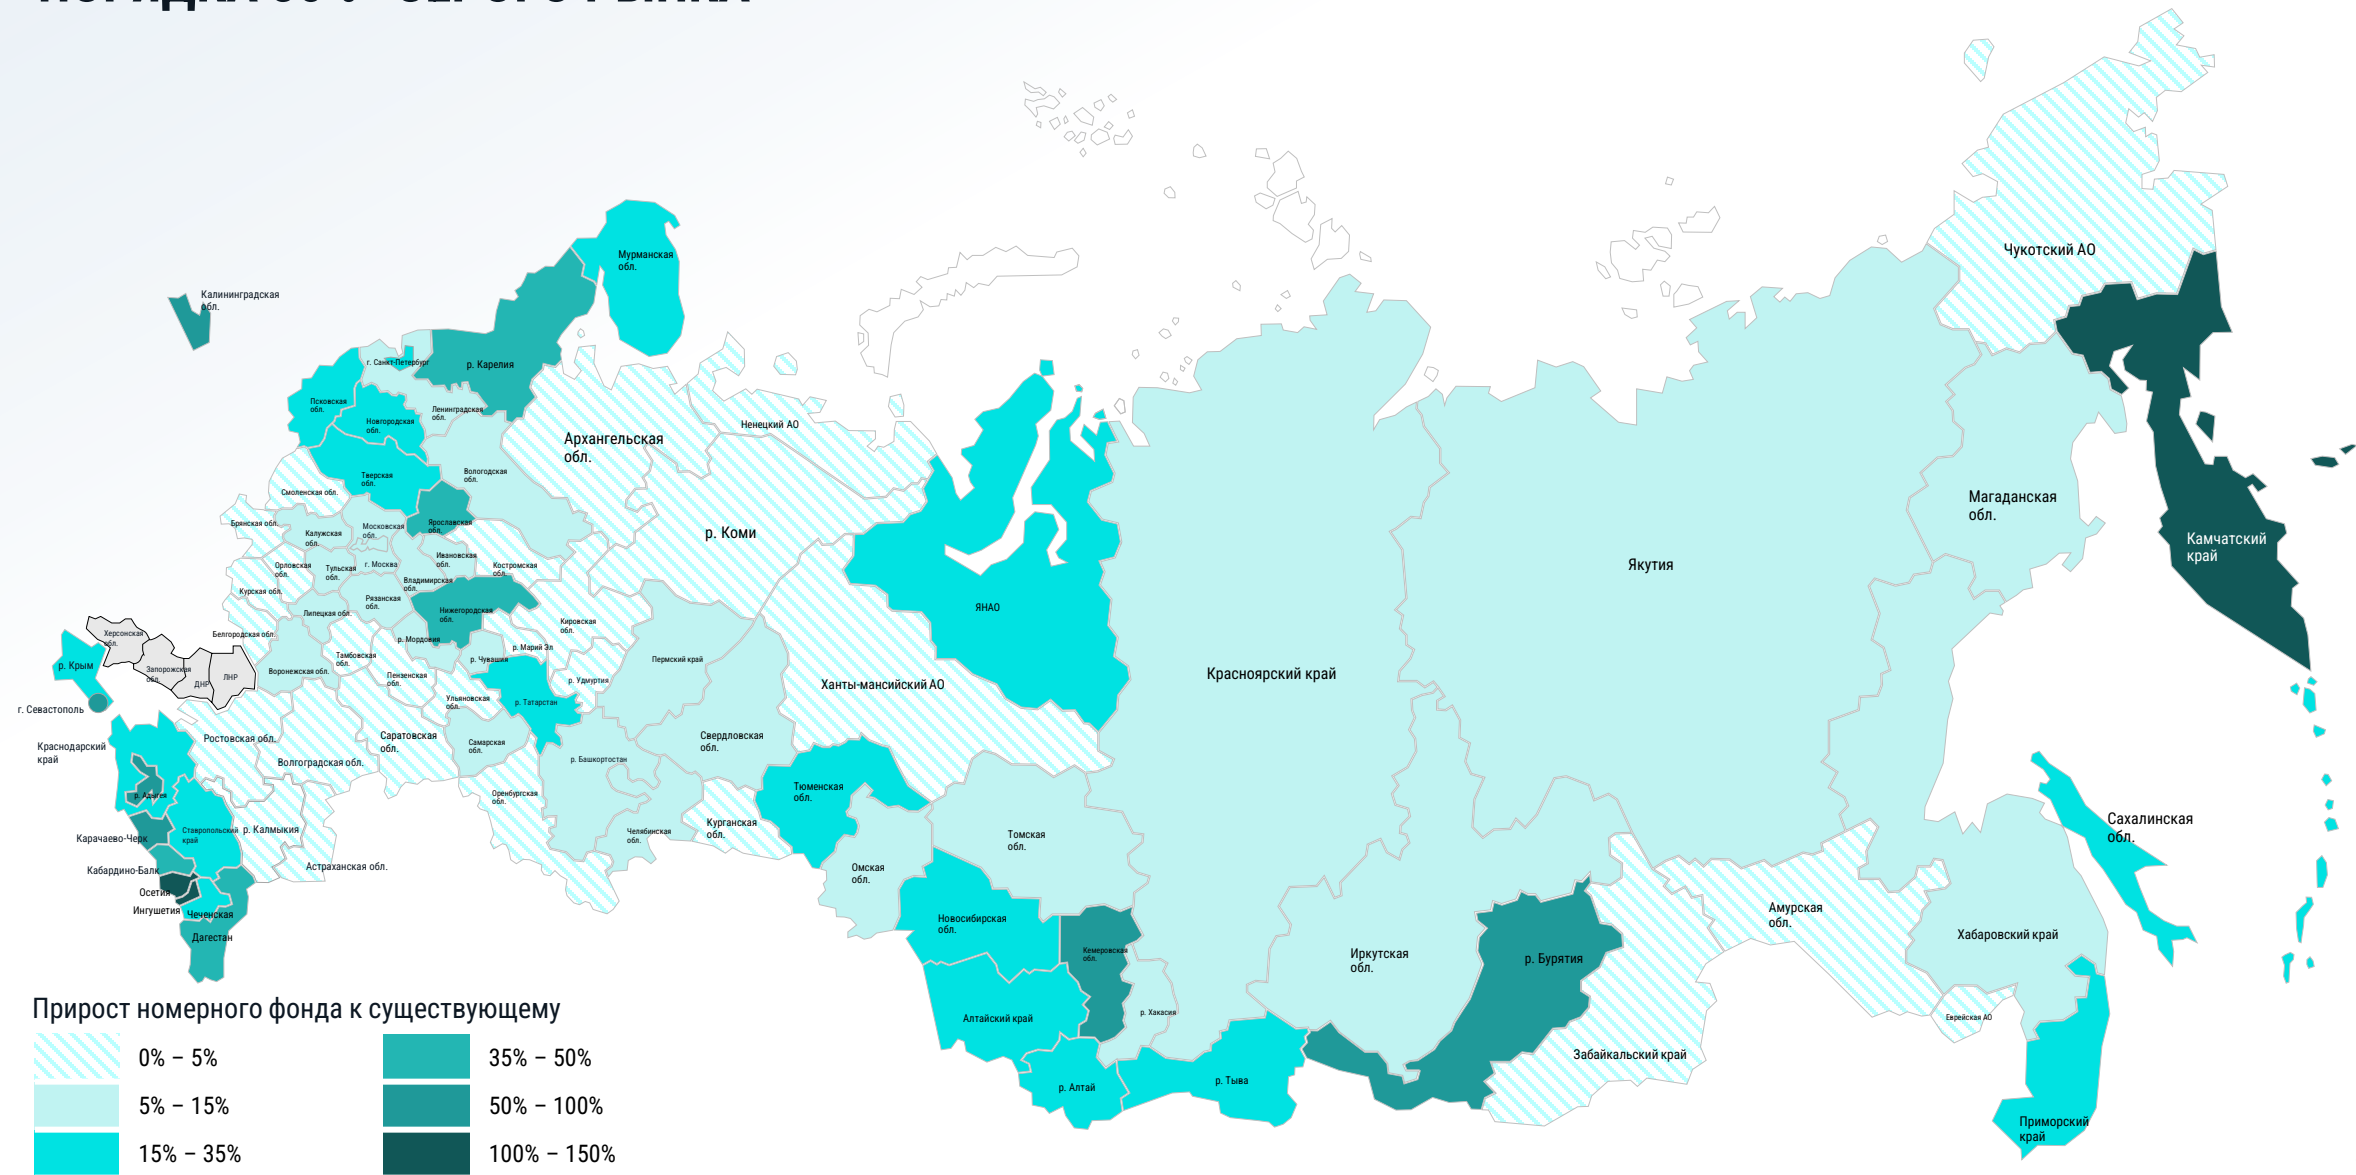 Чукотский АО
Мурманская
обл.
Калининградская
обл.
г. Санкт-Петербург
р. Карелия
Псковская
обл.
Ленинградская
обл.
Новгородская
обл.
Ненецкий АО
Архангельская
обл.
Тверская
обл.
Вологодская
обл.
Смоленская обл.
Магаданская
обл.
Брянская обл.
Калужская
обл.
Московская
обл.
Ярославская
обл.
р. Коми
Камчатский
край
Ивановская
обл.
Орловская
обл.
Тульская
обл.
г. Москва
Костромская
обл.
Якутия
Владимирская
обл.
Курская обл.
Рязанская
обл.
ЯНАО
Липецкая обл.
Нижегородская
обл.
Кировская
обл.
Херсонская
обл.
Белгородская обл.
р. Мордовия
р. Марий Эл
р. Крым
Запорожская
обл.
ДНР
ЛНР
Воронежская обл.
Тамбовская
обл.
р. Чувашия
Пермский край
Пензенская
обл.
р. Удмуртия
Ханты-мансийский АО
Красноярский край
г. Севастополь
Ульяновская
обл.
р. Татарстан
Краснодарский
край
Ростовская обл.
Саратовская
обл.
Самарская
обл.
Свердловская
обл.
Волгоградская обл.
р. Башкортостан
р. Адыгея
Оренбургская
обл.
Тюменская
обл.
Сахалинская
обл.
Карачаево-Черк
Ставропольский
край
р. Калмыкия
Челябинская
обл.
Курганская
обл.
Томская
обл.
Кабардино-Балк
Астраханская обл.
Омская
обл.
Осетия
Ингушетия
Чеченская
Дагестан
Новосибирская
обл.
Кемеровская
обл.
Иркутская
обл.
р. Бурятия
Амурская
обл.
Хабаровский край
Алтайский край
р. Хакасия
Еврейская АО
Забайкальский край
р. Алтай
р. Тыва
Приморский
край
Прирост номерного фонда к существующему
0% – 5%
5% – 15%
15% – 35%
35% – 50%
50% – 100%
100% – 150%